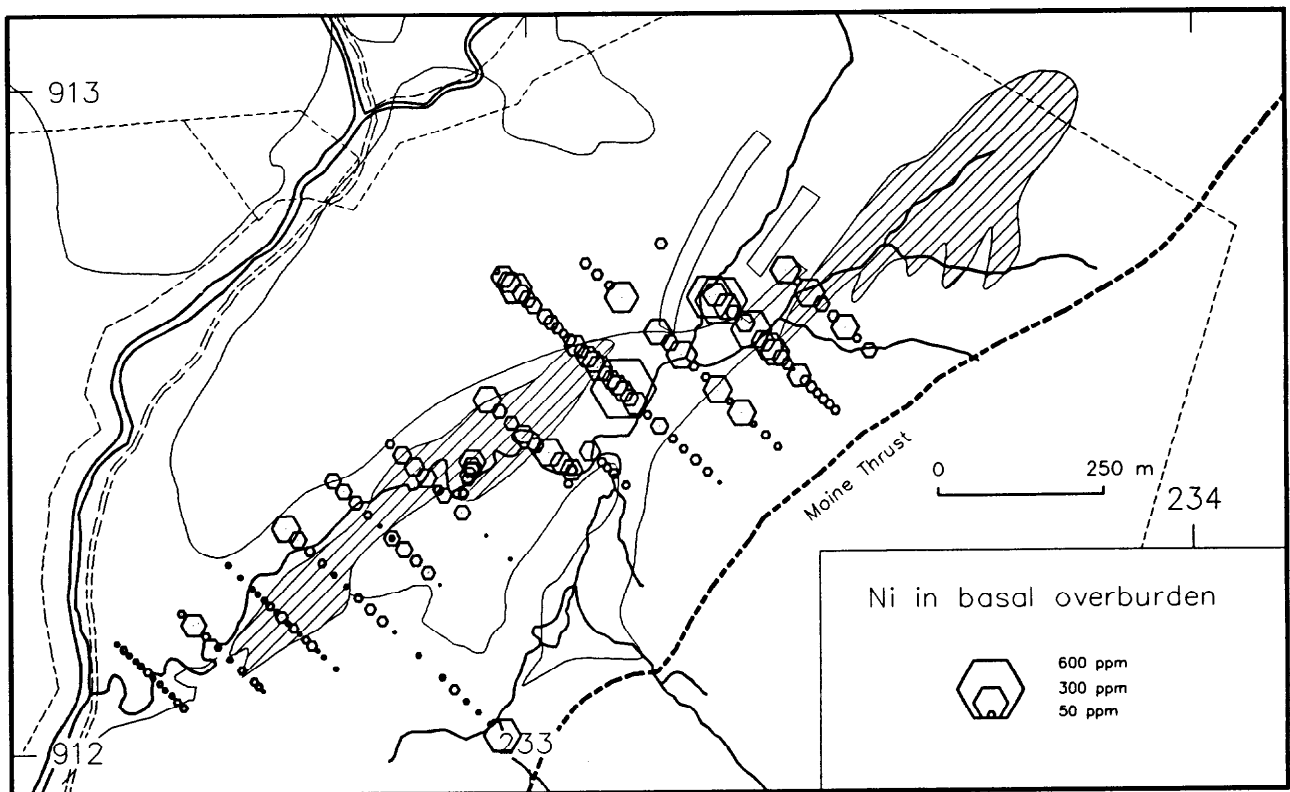 913
Moine Thrust
0 250 m
234
Ni in basal overburden
600 ppm
300 ppm
50 ppm
233
912